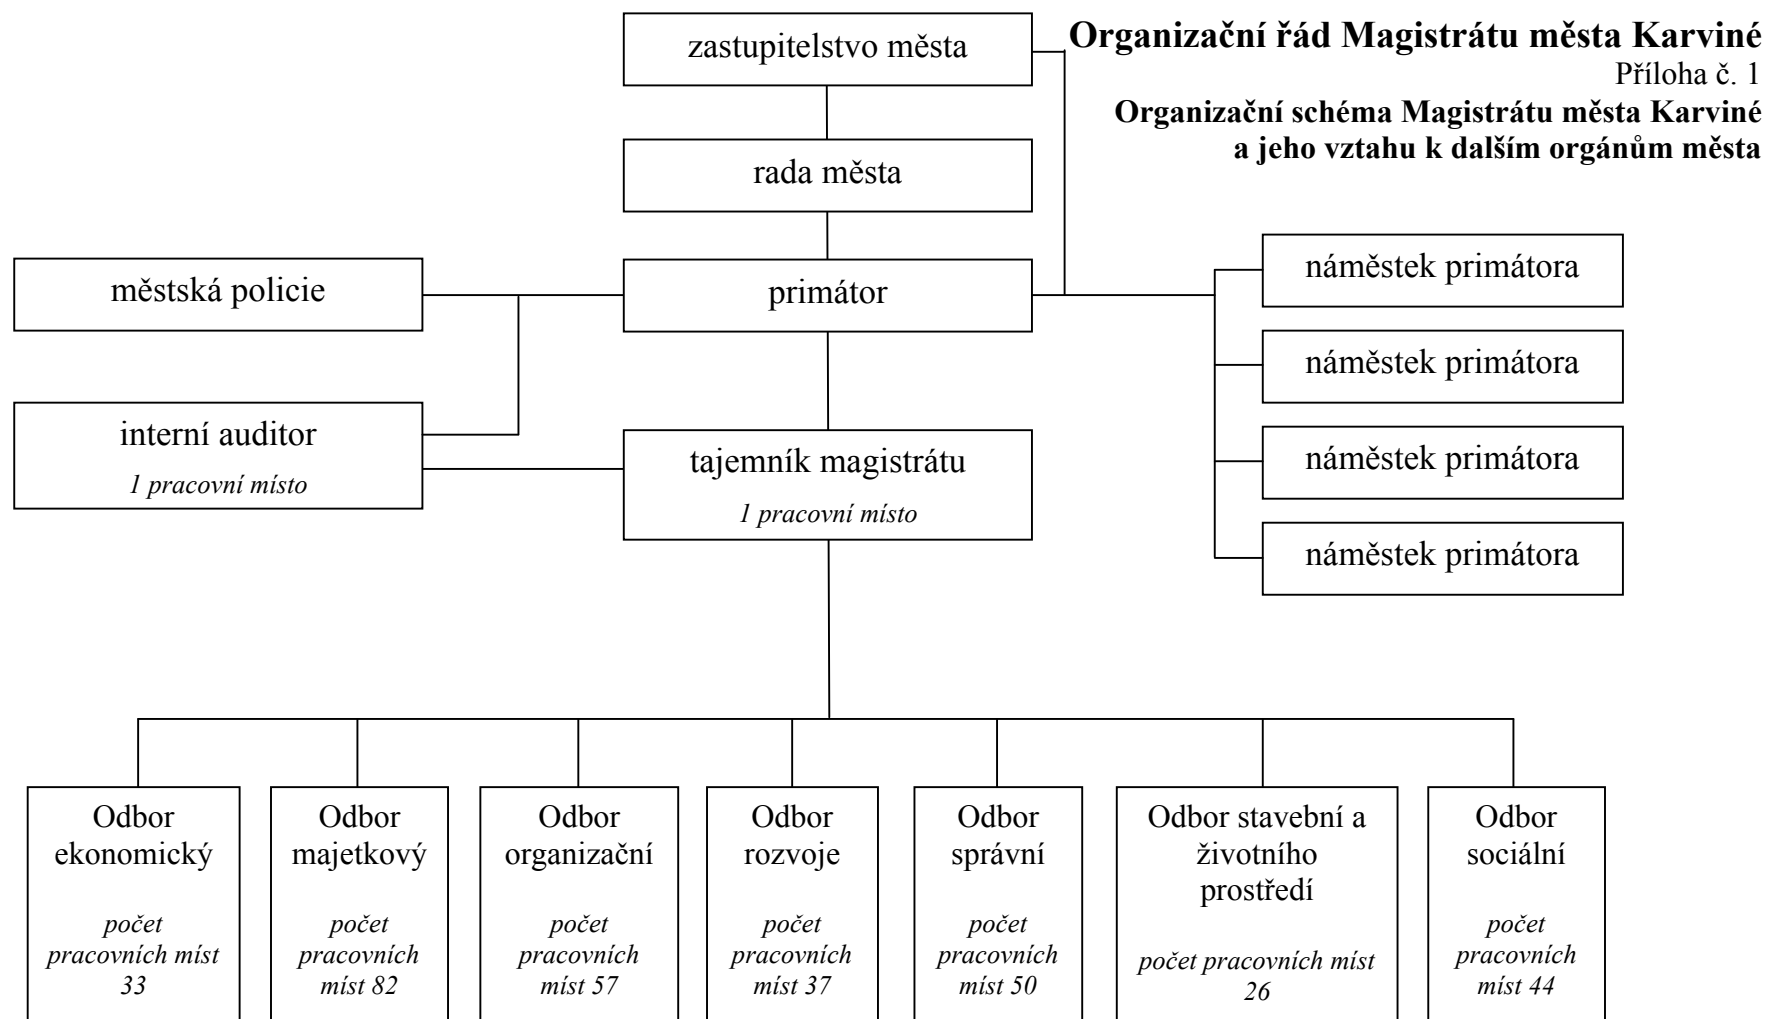 Organizační řád Magistrátu města Karviné
Příloha č. 1
Organizační schéma Magistrátu města Karviné
a jeho vztahu k dalším orgánům města
zastupitelstvo města
rada města
městská policie
primátor
náměstek primátora
náměstek primátora
náměstek primátora
náměstek primátora
interní auditor
1 pracovní místo
tajemník magistrátu
1 pracovní místo
Odbor
ekonomický
počet
pracovních míst
33
Odbor
majetkový
počet
pracovních
míst 82
Odbor
organizační
počet
pracovních
míst 57
Odbor
rozvoje
počet
pracovních
míst 37
Odbor
správní
počet
pracovních
míst 50
Odbor stavební a
životního
prostředí
počet pracovních míst
26
Odbor
sociální
počet
pracovních
míst 44